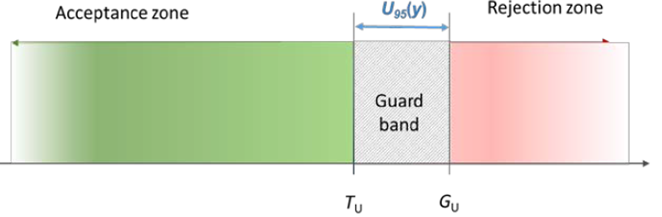 Acceptance zone
U95(y)
Rejection zone
Guard
band
TU
GU